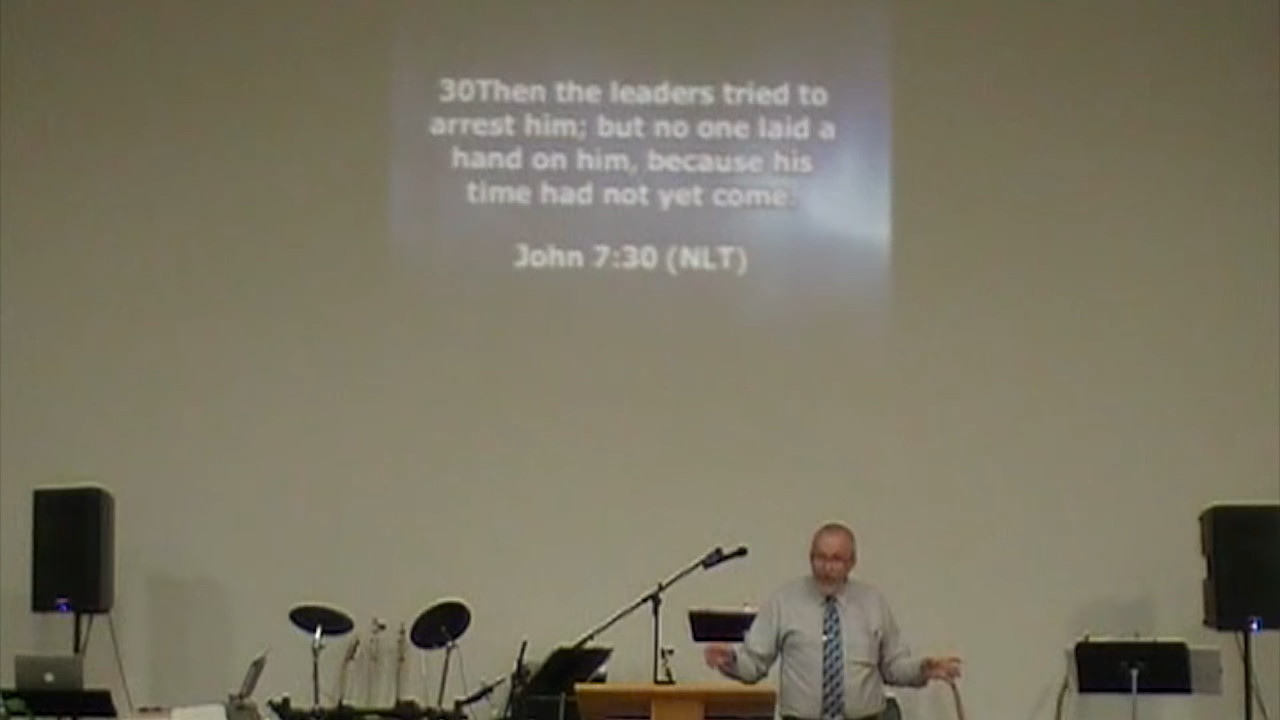 30Then the leaders tried to
arrest him; but no one laid a
hand on him, because his
time had not yet come.
John 7:30 (NLT)